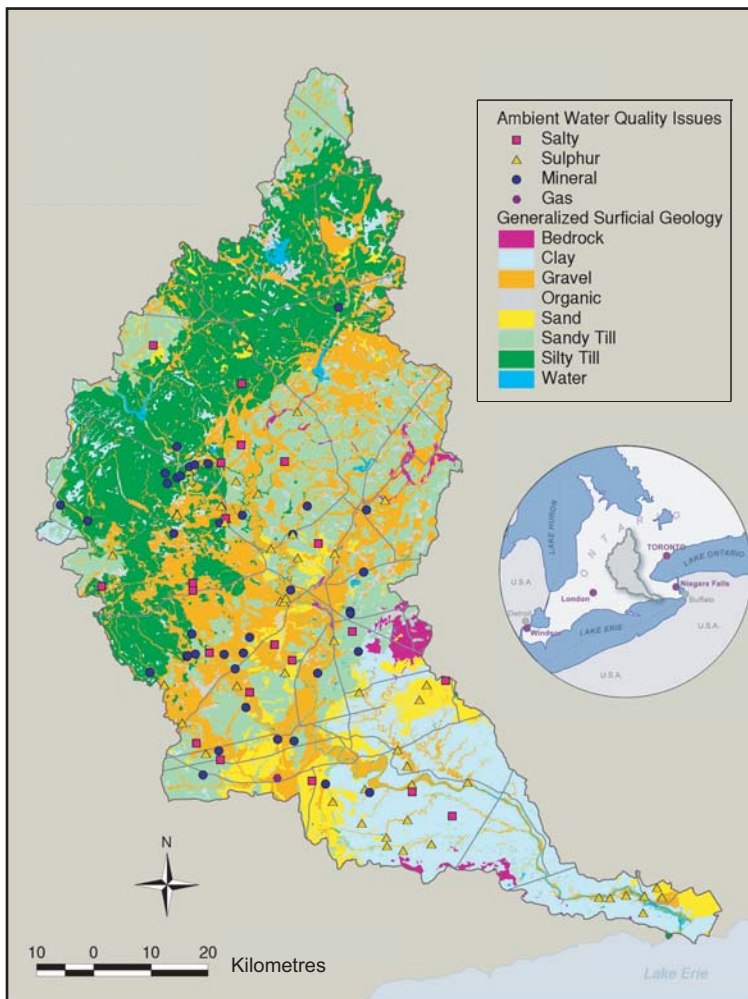 Ambient Water Quality Issues
Salty
Sulphur
Mineral
Gas
Generalized Surficial Geology
Bedrock
Clay
Gravel
Organic
Sand
Sandy Till
Silty Till
Water
LAKE HURON
ONTARIO
TORONTO
LAKE ONTARIO
U.S.A.
Niagara Falls
London
Buffalo
Detroit
Windsor
LAKE ERIE
U.S.A.
U.S.A.
N
10 0 10 20 Kilometres
Lake Erie